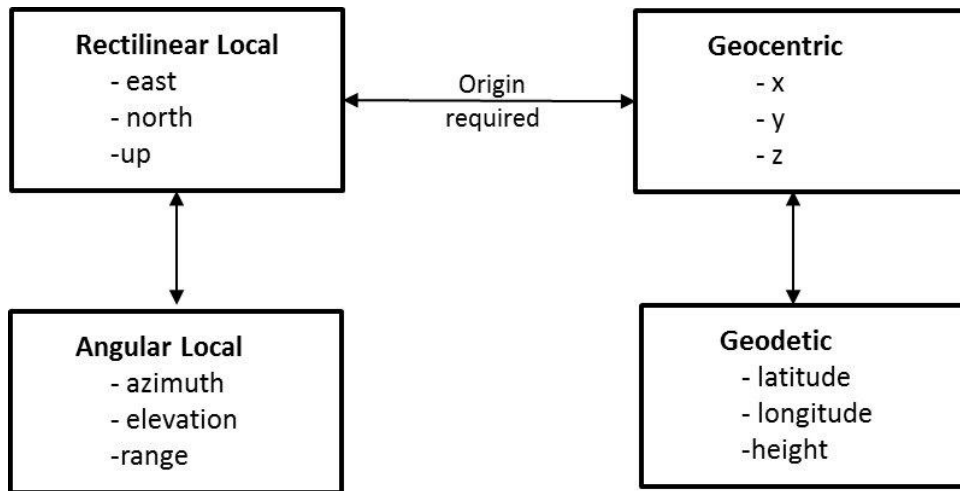 Rectilinear Local
- east
- north
-up
Origin
required
Geocentric
- x
- y
- z
Angular Local
- azimuth
- elevation
-range
Geodetic
- latitude
- longitude
-height